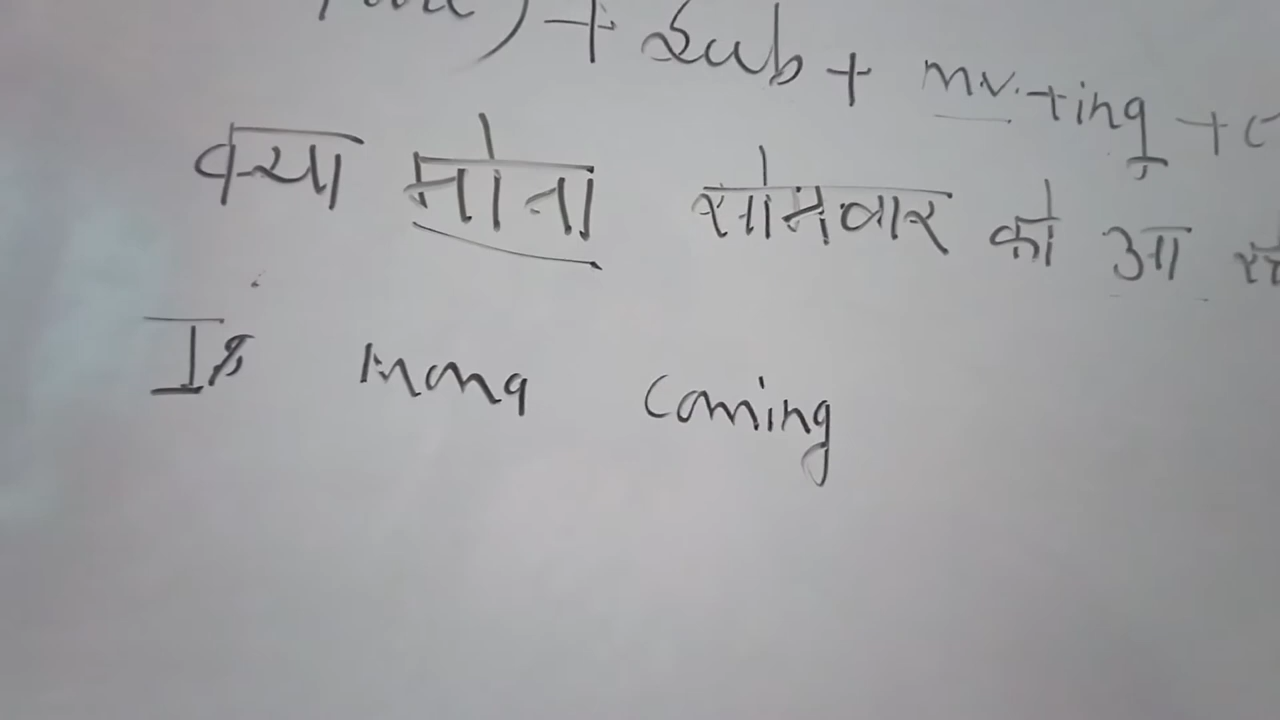 ) + Sub + m.v. + ing +
क्या मोना सोमवार को आ
Is mona coming